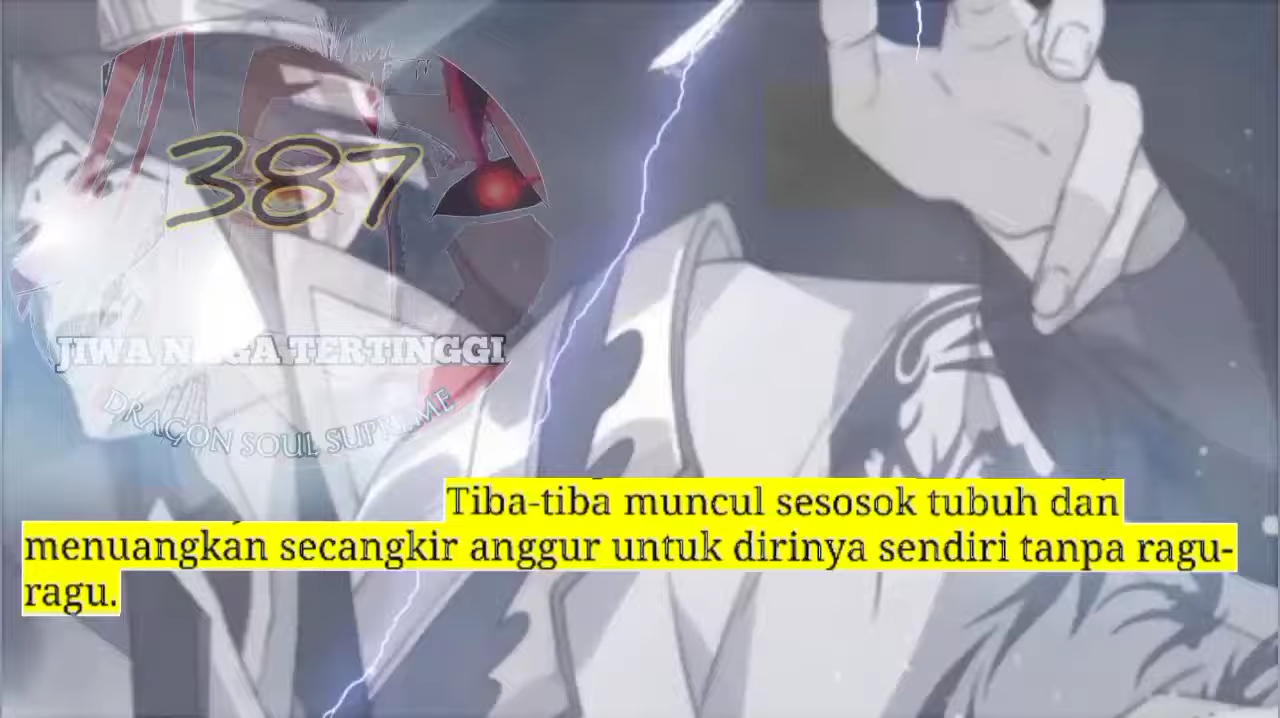 387
JIWA NAGA TERTINGGI
DRAGON SOUL SUPREME
Tiba-tiba muncul sesosok tubuh dan
menuangkan secangkir anggur untuk dirinya sendiri tanpa ragu-
ragu.